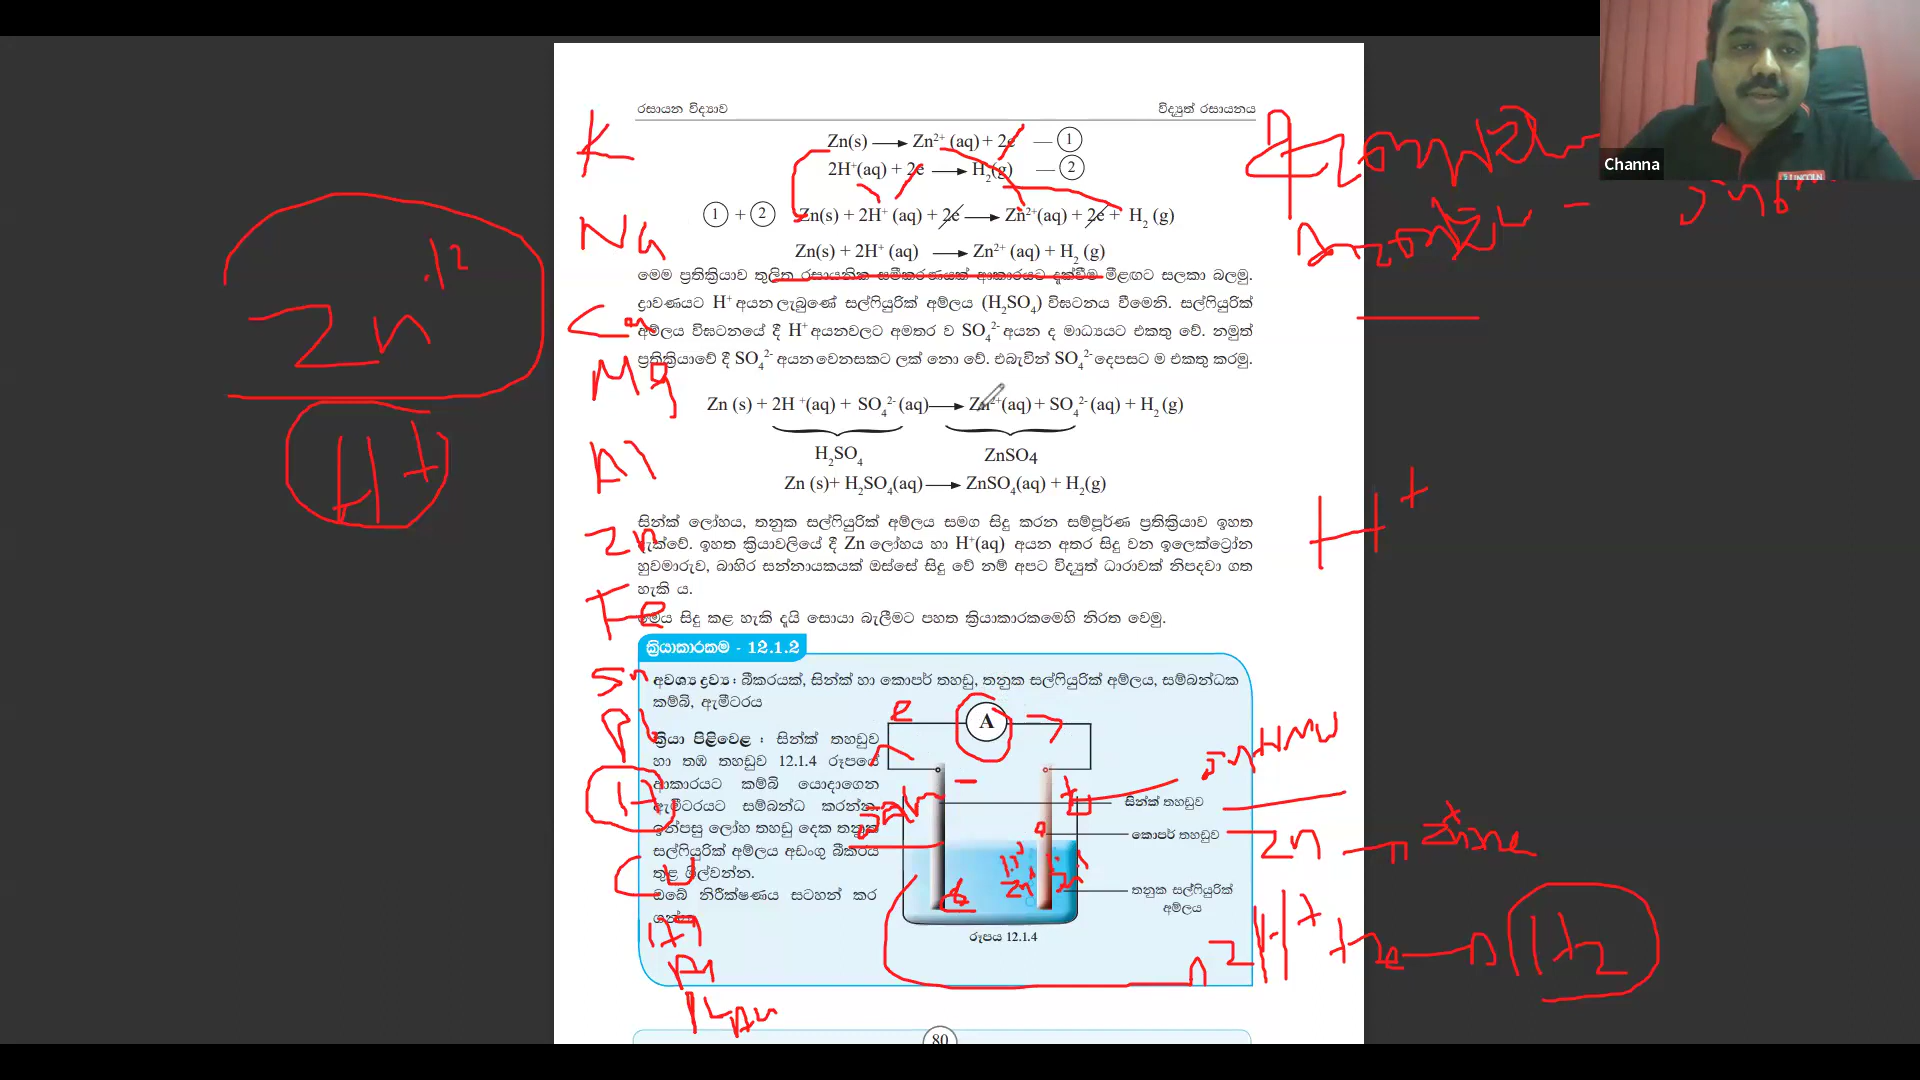 රසායන විද්‍යාව විද්‍යුත් රසායනය
Zn(s) ⟶ Zn²⁺ (aq) + 2e — 1
2H⁺(aq) + 2e ⟶ H₂(g) — 2
1 + 2 Zn(s) + 2H⁺ (aq) + 2e ⟶ Zn²⁺(aq) + 2e + H₂ (g)
Zn(s) + 2H⁺ (aq) ⟶ Zn²⁺ (aq) + H₂ (g)
මෙම ප්‍රතික්‍රියාව තුලිත රසායනික සමීකරණයක් ආකාරයට දැක්වීම මීළඟට සලකා බලමු.
ද්‍රාවණයට H⁺ අයන ලැබුණේ සල්ෆියුරික් අම්ලය (H₂SO₄) විඝටනය වීමෙනි. සල්ෆියුරික්
අම්ලය විඝටනයේ දී H⁺ අයනවලට අමතර ව SO₄²⁻ අයන ද මාධ්‍යයට එකතු වේ. නමුත්
ප්‍රතික්‍රියාවේ දී SO₄²⁻ අයන වෙනසකට ලක් නො වේ. එබැවින් SO₄²⁻ දෙපසට ම එකතු කරමු.
Zn (s) + 2H ⁺(aq) + SO₄²⁻ (aq) ⟶ Zn²⁺(aq) + SO₄²⁻ (aq) + H₂ (g)
H₂SO₄ ZnSO4
Zn (s)+ H₂SO₄(aq) ⟶ ZnSO₄(aq) + H₂(g)
සින්ක් ලෝහය, තනුක සල්ෆියුරික් අම්ලය සමග සිදු කරන සම්පූර්ණ ප්‍රතික්‍රියාව ඉහත
දැක්වේ. ඉහත ක්‍රියාවලියේ දී Zn ලෝහය හා H⁺(aq) අයන අතර සිදු වන ඉලෙක්ට්‍රෝන
හුවමාරුව, බාහිර සන්නායකයක් ඔස්සේ සිදු වේ නම් අපට විද්‍යුත් ධාරාවක් නිපදවා ගත
හැකි ය.
මෙය සිදු කළ හැකි දැයි සොයා බැලීමට පහත ක්‍රියාකාරකමෙහි නිරත වෙමු.
ක්‍රියාකාරකම - 12.1.2
අවශ්‍ය ද්‍රව්‍ය : බීකරයක්, සින්ක් හා කොපර් තහඩු, තනුක සල්ෆියුරික් අම්ලය, සම්බන්ධක
කම්බි, ඇමීටරය
ක්‍රියා පිළිවෙළ : සින්ක් තහඩුව
හා තඹ තහඩුව 12.1.4 රූපයේ
ආකාරයට කම්බි යොදාගෙන
ඇමීටරයට සම්බන්ධ කරන්න.
ඉන්පසු ලෝහ තහඩු දෙක තනුක
සල්ෆියුරික් අම්ලය අඩංගු බීකරය
තුළ ගිල්වන්න.
ඔබේ නිරීක්ෂණය සටහන් කර
ගන්න.
A
සින්ක් තහඩුව
කොපර් තහඩුව
තනුක සල්ෆියුරික්
අම්ලය
රූපය 12.1.4
80
K
Na
Ca
Mg
Al
Zn
Fe
Sn
Pb
H
Cu
Au
Zn⁺²
H⁺
H⁺
e
2H⁺ + 2e → H₂
Channa
LINCOLN